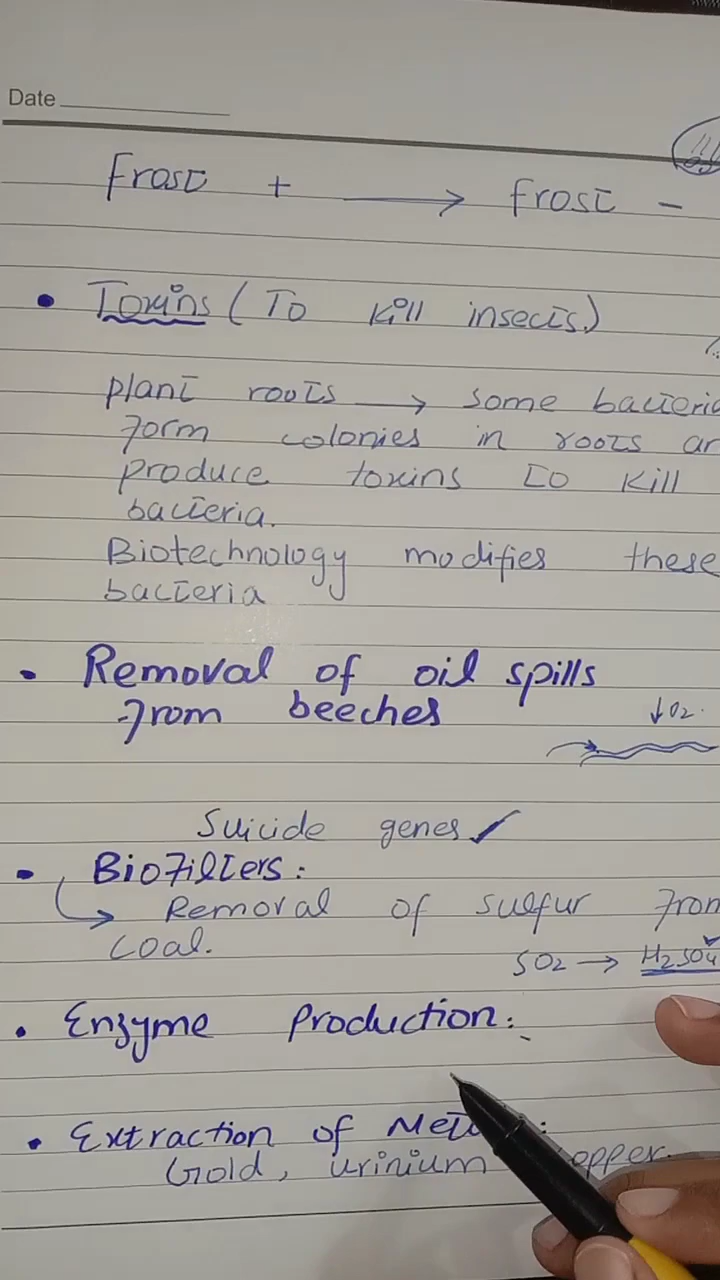 Date
Frost + → Frost -
• Toxins (To kill insects)
plant roots → some bacteria
form colonies in roots
produce toxins to kill
bacteria.
Biotechnology modifies these
bacteria
• Removal of oil spills
from beeches
↓O2.
Suicide genes ✓
• BioFilters:
↳ Removal of sulfur from
coal.
SO2 → H2SO4
• Enzyme Production:
• Extraction of
Gold, urinium